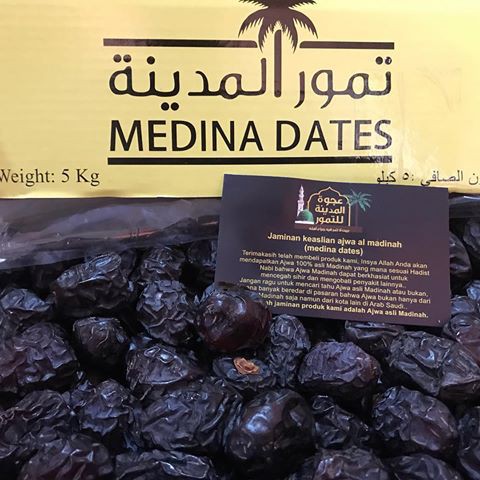 تمور المدينة
MEDINA DATES
Weight: 5 Kg
ن الصافي :٥ كيلو
عجوة
المدينة
للتمور
Jaminan keaslian ajwa al madinah
(medina dates)
Terimakasih telah membeli produk kami, Insya Allah Anda akan
mendapatkan Ajwa 100% asli Madinah yang mana sesuai Hadist
Nabi bahwa Ajwa Madinah dapat berkhasiat untuk
mencegah sihir dan mengobati penyakit lainnya.
Jangan ragu untuk mencari tahu Ajwa asli Madinah atau bukan,
banyak beredar di pasaran bahwa Ajwa bukan hanya dari
Madinah saja namun dari kota lain di Arab Saudi.
jaminan produk kami adalah Ajwa asli Madinah.